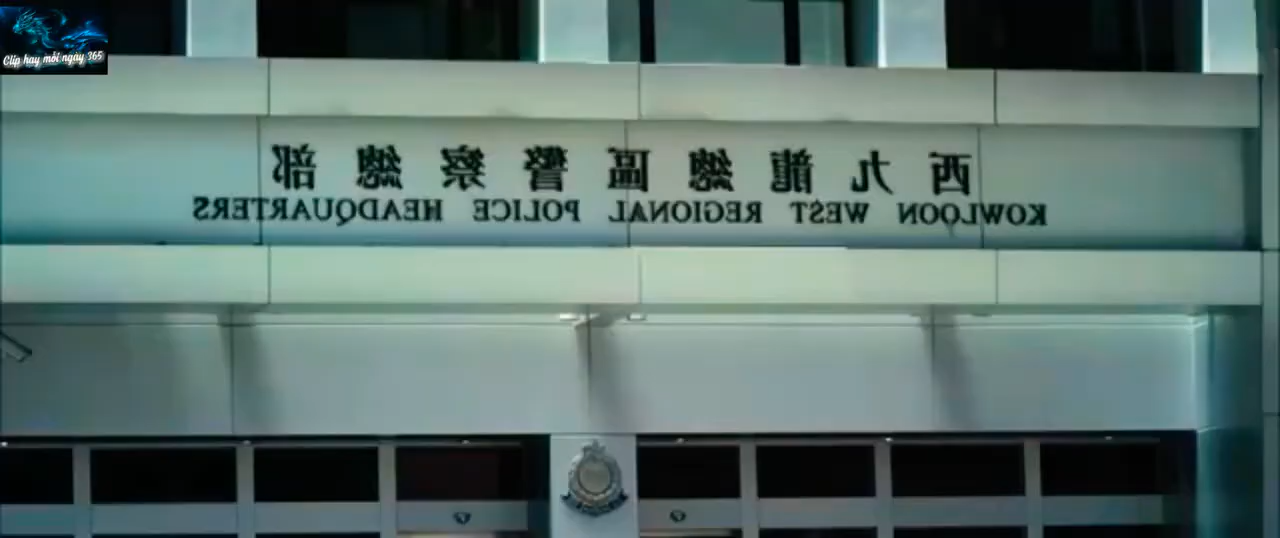 Clip hay mỗi ngày 365
西九龍總區警察總部
KOWLOON WEST REGIONAL POLICE HEADQUARTERS